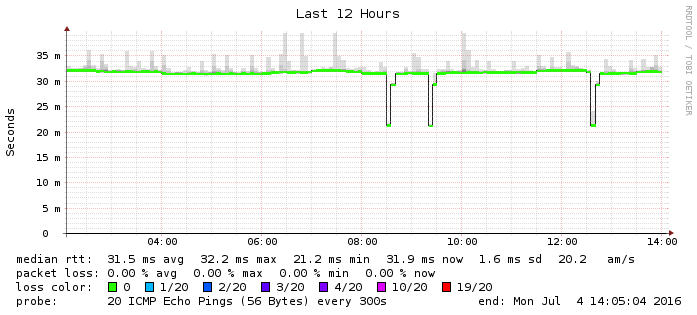 Last 12 Hours
RRDTOOL / TOBI OETIKER
Seconds
35 m
30 m
25 m
20 m
15 m
10 m
5 m
0
04:00 06:00 08:00 10:00 12:00 14:00
median rtt: 31.5 ms avg 32.2 ms max 21.2 ms min 31.9 ms now 1.6 ms sd 20.2 am/s
packet loss: 0.00 % avg 0.00 % max 0.00 % min 0.00 % now
loss color: 0 1/20 2/20 3/20 4/20 10/20 19/20
probe: 20 ICMP Echo Pings (56 Bytes) every 300s end: Mon Jul 4 14:05:04 2016